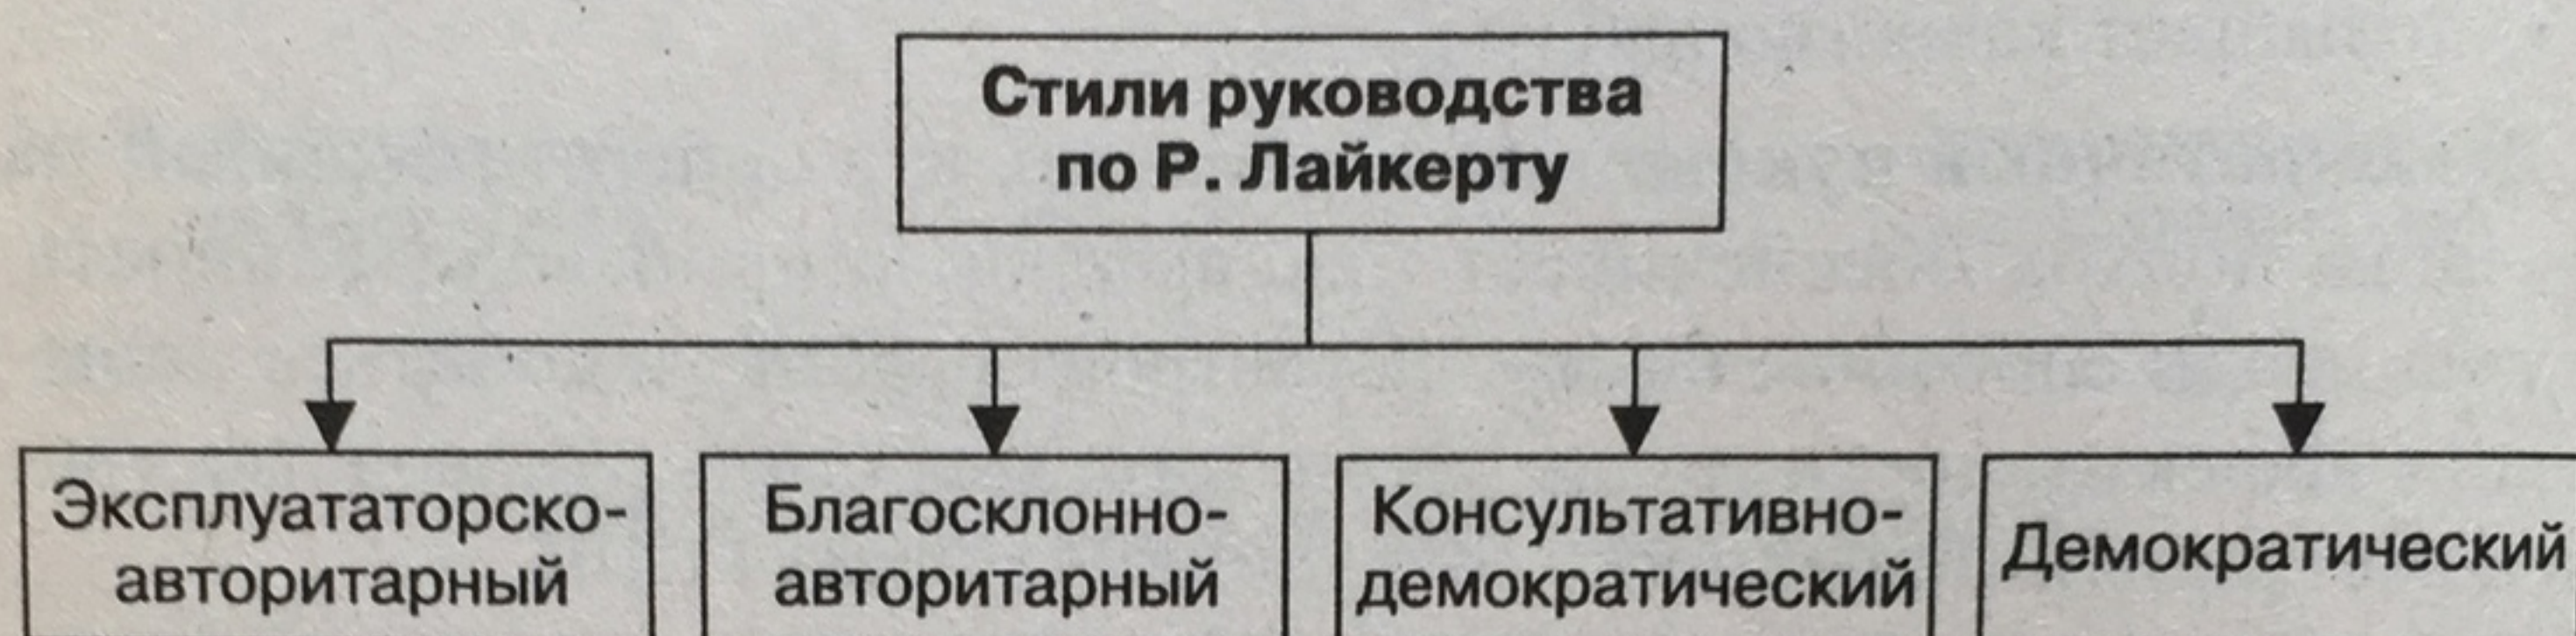 Стили руководства
по Р. Лайкерту
Эксплуататорско-
авторитарный
Благосклонно-
авторитарный
Консультативно-
демократический
Демократический